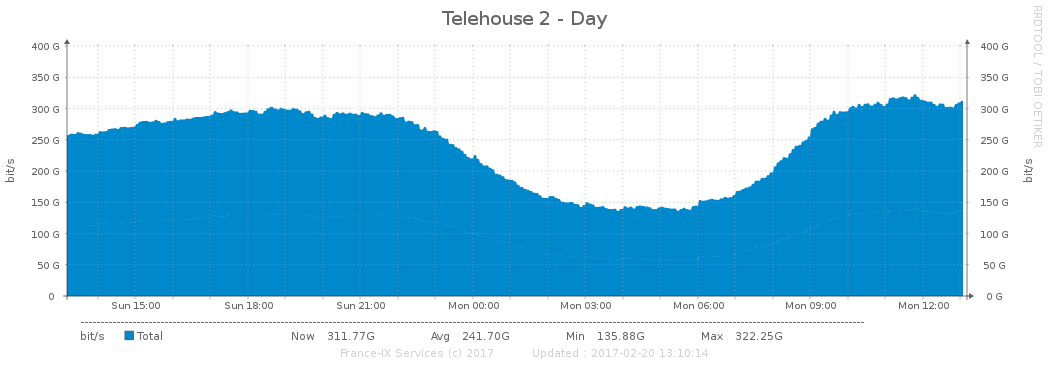 Telehouse 2 - Day
RRDTOOL / TOBI OETIKER
400 G 400 G
350 G 350 G
300 G 300 G
250 G 250 G
200 G 200 G
150 G 150 G
100 G 100 G
50 G 50 G
0 0 G
bit/s bit/s
Sun 15:00 Sun 18:00 Sun 21:00 Mon 00:00 Mon 03:00 Mon 06:00 Mon 09:00 Mon 12:00
bit/s Total Now 311.77G Avg 241.70G Min 135.88G Max 322.25G
France-IX Services (c) 2017 Updated : 2017-02-20 13:10:14